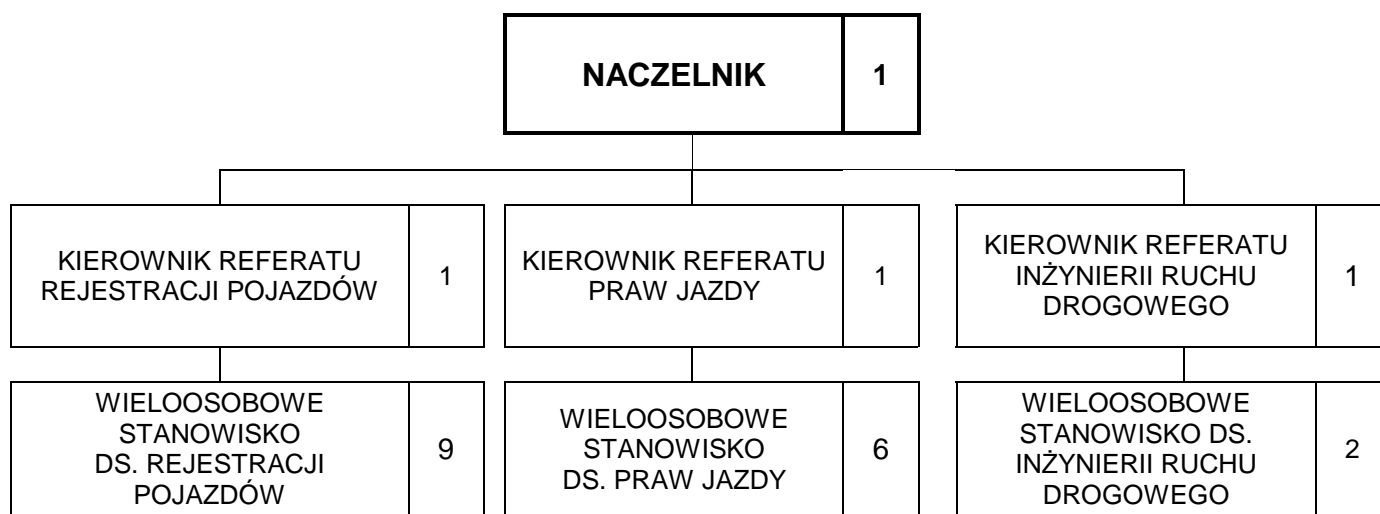 NACZELNIK 1
KIEROWNIK REFERATU
REJESTRACJI POJAZDÓW
1
KIEROWNIK REFERATU
PRAW JAZDY
1
KIEROWNIK REFERATU
INŻYNIERII RUCHU
DROGOWEGO
1
WIELOOSOBOWE
STANOWISKO
DS. REJESTRACJI
POJAZDÓW
9
WIELOOSOBOWE
STANOWISKO
DS. PRAW JAZDY
6
WIELOOSOBOWE
STANOWISKO DS.
INŻYNIERII RUCHU
DROGOWEGO
2